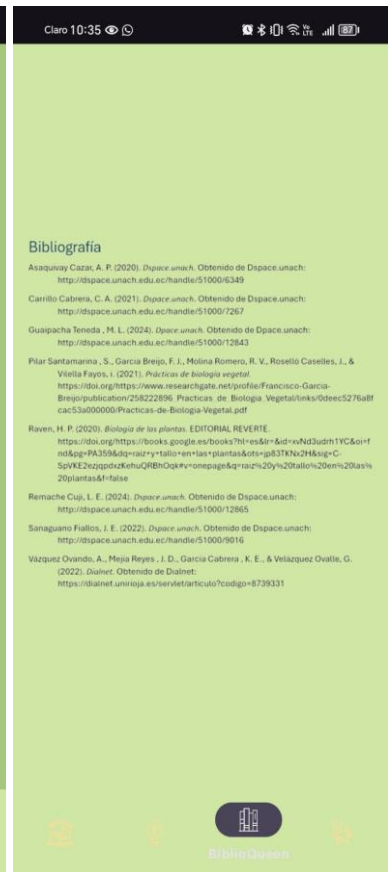 Claro 10:35
Vo
LTE
87
Bibliografía
Asaquivay Cazar, A. P. (2020). Dspace.unach. Obtenido de Dspace.unach:
http://dspace.unach.edu.ec/handle/51000/6349
Carrillo Cabrera, C. A. (2021). Dspace.unach. Obtenido de Dspace.unach:
http://dspace.unach.edu.ec/handle/51000/7267
Guaipacha Teneda , M. L. (2024). Dpace.unach. Obtenido de Dpace.unach:
http://dspace.unach.edu.ec/handle/51000/12843
Pilar Santamarina , S., Garcia Breijo, F. J., Molina Romero, R. V., Roselló Caselles, J., &
Vilella Fayos, i. (2021). Prácticas de biología vegetal.
https://doi.org/https://www.researchgate.net/profile/Francisco-Garcia-
Breijo/publication/258222896_Practicas_de_Biologia_Vegetal/links/0deec5276a8f
cac53a000000/Practicas-de-Biologia-Vegetal.pdf
Raven, H. P. (2020). Biología de las plantas. EDITORIAL REVERTE.
https://doi.org/https://books.google.es/books?hl=es&lr=&id=xvNd3udrh1YC&oi=f
nd&pg=PA359&dq=raiz+y+tallo+en+las+plantas&ots=jp83TKNx2H&sig=C-
SpVKE2ezjqpdxzKehuQRBhOqk#v=onepage&q=raiz%20y%20tallo%20en%20las%
20plantas&f=false
Remache Cuji, L. E. (2024). Dspace.unach. Obtenido de Dspace.unach:
http://dspace.unach.edu.ec/handle/51000/12865
Sanaguano Fiallos, J. E. (2022). Dspace.unach. Obtenido de Dspace.unach:
http://dspace.unach.edu.ec/handle/51000/9016
Vázquez Ovando, A., Mejia Reyes , J. D., Garcia Cabrera , K. E., & Velázquez Ovalle, G.
(2022). Dialnet. Obtenido de Dialnet:
https://dialnet.unirioja.es/servlet/articulo?codigo=8739331
BiblioQueen